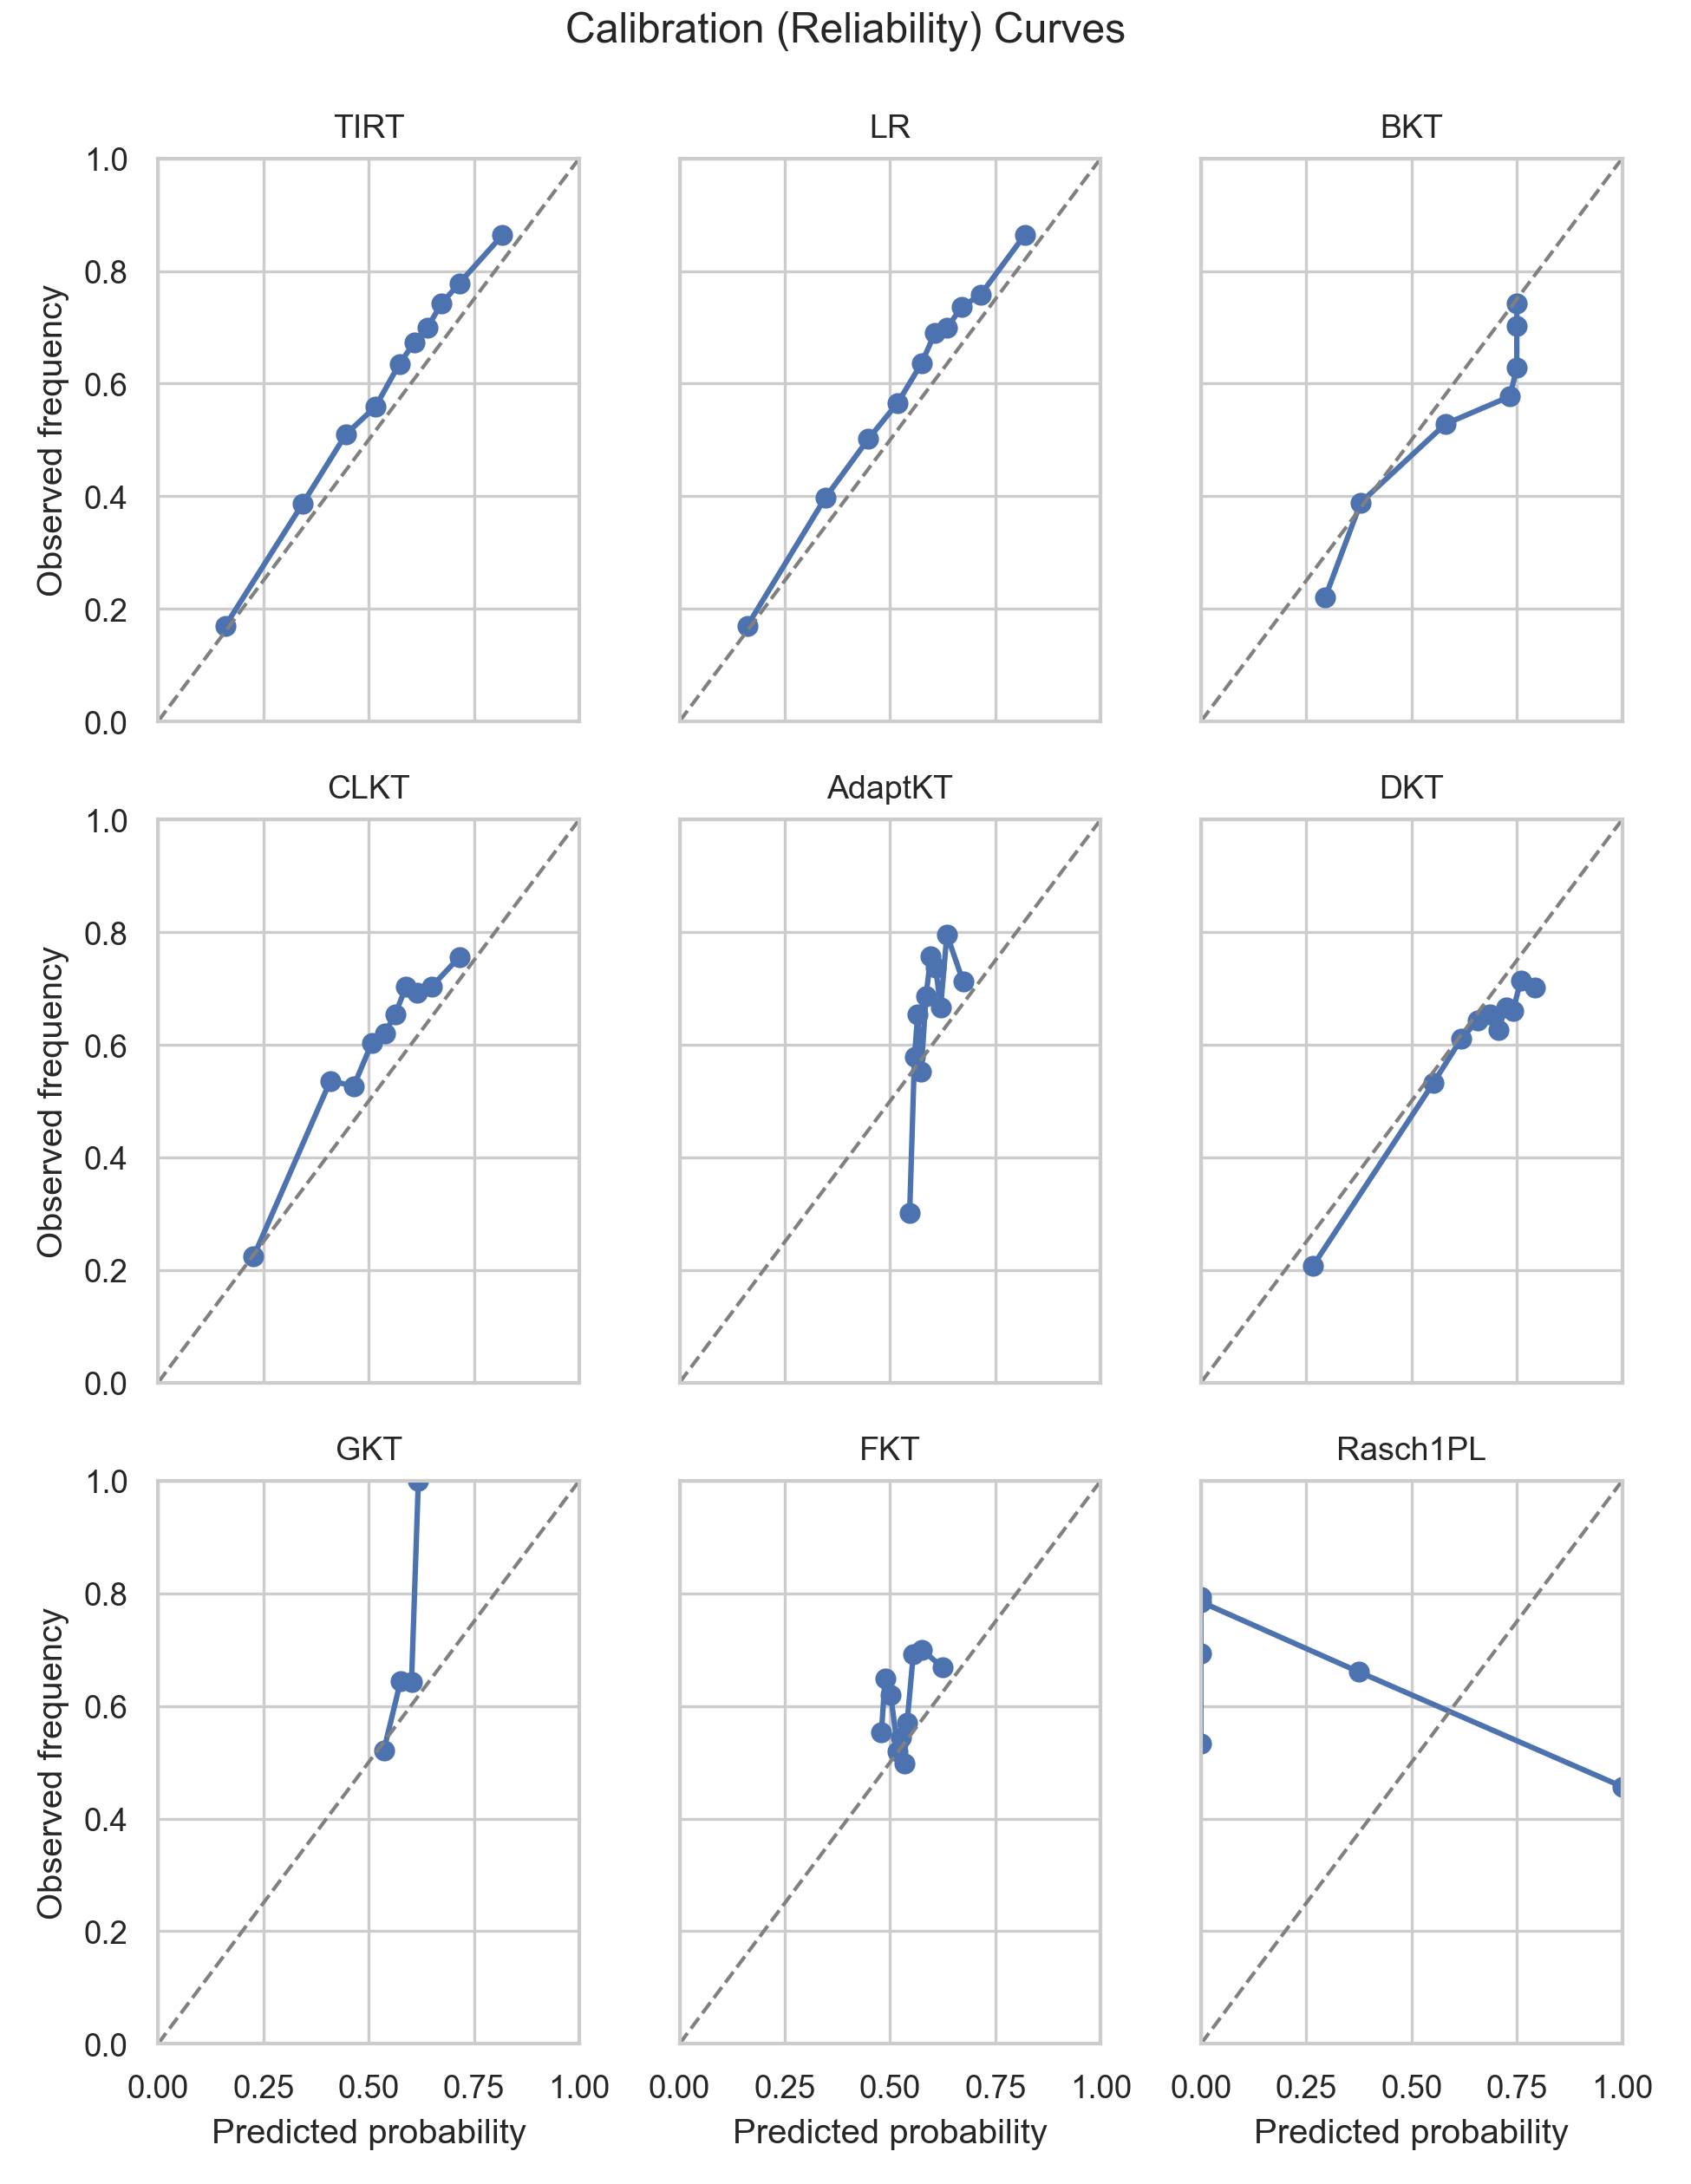 Calibration (Reliability) Curves
TIRT LR BKT
1.0
0.8
0.6
0.4
0.2
0.0
Observed frequency
CLKT AdaptKT DKT
1.0
0.8
0.6
0.4
0.2
0.0
Observed frequency
GKT FKT Rasch1PL
1.0
0.8
0.6
0.4
0.2
0.0
Observed frequency
0.00 0.25 0.50 0.75 1.00 0.00 0.25 0.50 0.75 1.00 0.00 0.25 0.50 0.75 1.00
Predicted probability Predicted probability Predicted probability